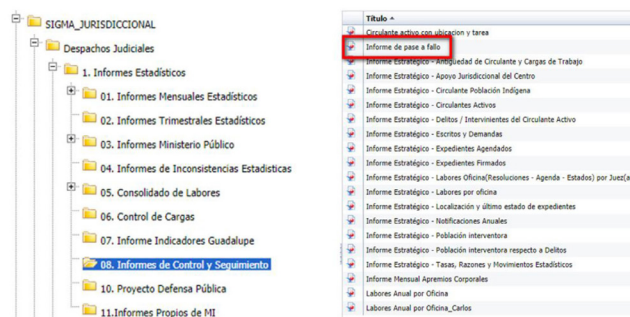 SIGMA_JURISDICCIONAL
Despachos Judiciales
1. Informes Estadísticos
01. Informes Mensuales Estadísticos
02. Informes Trimestrales Estadísticos
03. Informes Ministerio Público
04. Informes de Inconsistencias Estadisticas
05. Consolidado de Labores
06. Control de Cargas
07. Informe Indicadores Guadalupe
08. Informes de Control y Seguimiento
10. Proyecto Defensa Pública
11.Informes Propios de MI
Título
Circulante activo con ubicacion y tarea
Informe de pase a fallo
Informe Estratégico - Antigüedad de Circulante y Cargas de Trabajo
Informe Estratégico - Apoyo Jurisdiccional del Centro
Informe Estratégico - Circulante Población Indígena
Informe Estratégico - Circulantes Activos
Informe Estratégico - Delitos / Intervinientes del Circulante Activo
Informe Estratégico - Escritos y Demandas
Informe Estratégico - Expedientes Agendados
Informe Estratégico - Expedientes Firmados
Informe Estratégico - Labores Oficina(Resoluciones - Agenda - Estados) por Juez(a
Informe Estratégico - Labores por oficina
Informe Estratégico - Localización y último estado de expedientes
Informe Estratégico - Notificaciones Anuales
Informe Estratégico - Población interventora
Informe Estratégico - Población interventora respecto a Delitos
Informe Estratégico - Tasas, Razones y Movimientos Estadísticos
Informe Mensual Apremios Corporales
Labores Anual por Oficina
Labores Anual por Oficina_Carlos